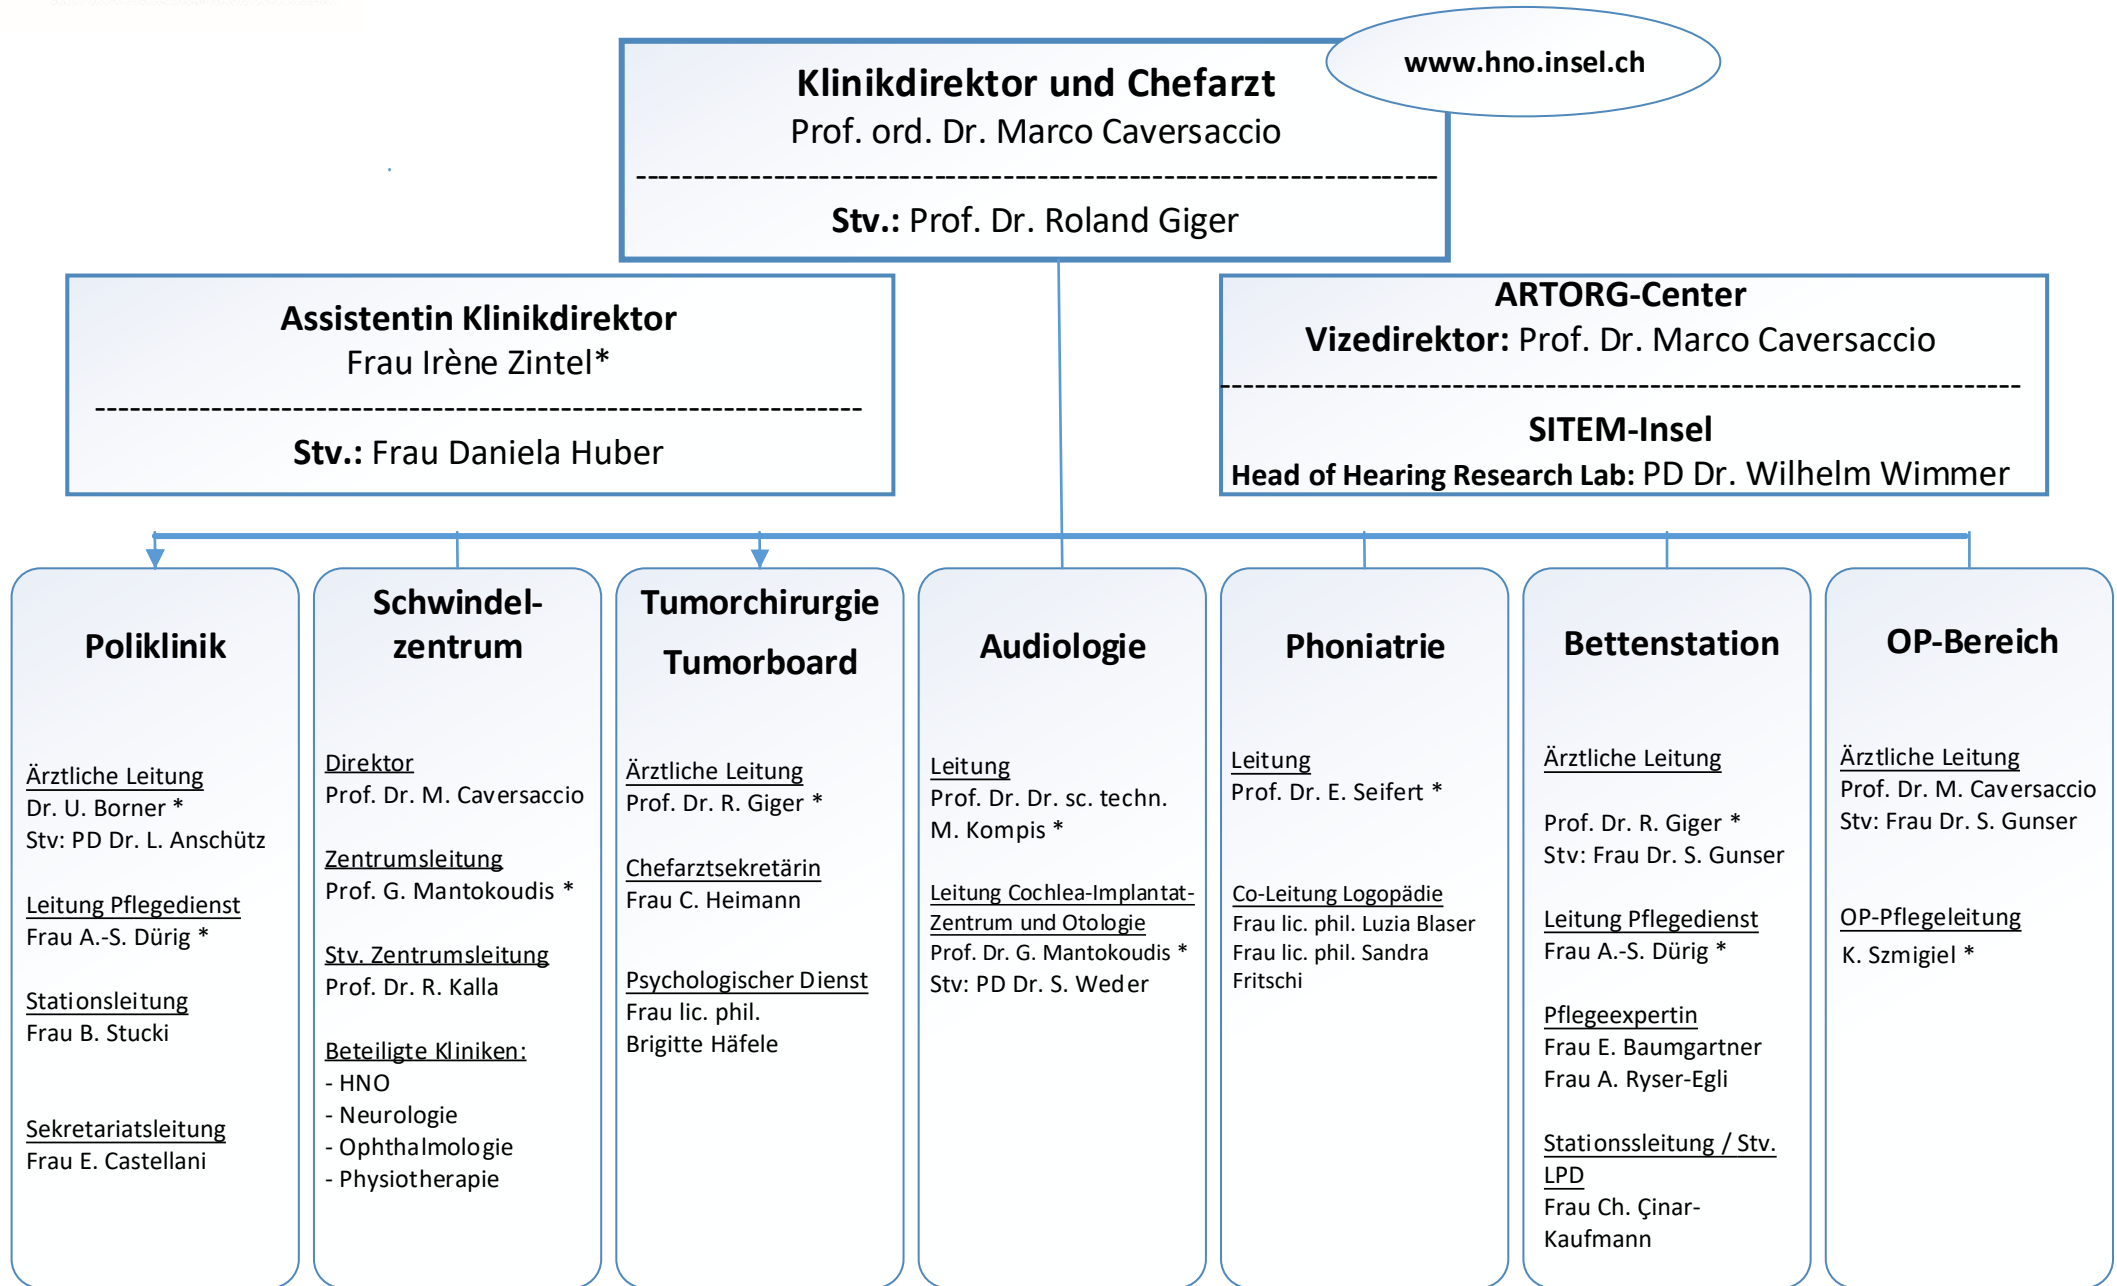 www.hno.insel.ch
Klinikdirektor und Chefarzt
Prof. ord. Dr. Marco Caversaccio
Stv.: Prof. Dr. Roland Giger
Assistentin Klinikdirektor
Frau Irène Zintel*
Stv.: Frau Daniela Huber
ARTORG-Center
Vizedirektor: Prof. Dr. Marco Caversaccio
SITEM-Insel
Head of Hearing Research Lab: PD Dr. Wilhelm Wimmer
Poliklinik
Ärztliche Leitung
Dr. U. Borner *
Stv: PD Dr. L. Anschütz
Leitung Pflegedienst
Frau A.-S. Dürig *
Stationsleitung
Frau B. Stucki
Sekretariatsleitung
Frau E. Castellani
Schwindel-
zentrum
Direktor
Prof. Dr. M. Caversaccio
Zentrumsleitung
Prof. G. Mantokoudis *
Stv. Zentrumsleitung
Prof. Dr. R. Kalla
Beteiligte Kliniken:
- HNO
- Neurologie
- Ophthalmologie
- Physiotherapie
Tumorchirurgie
Tumorboard
Ärztliche Leitung
Prof. Dr. R. Giger *
Chefarztsekretärin
Frau C. Heimann
Psychologischer Dienst
Frau lic. phil.
Brigitte Häfele
Audiologie
Leitung
Prof. Dr. Dr. sc. techn.
M. Kompis *
Leitung Cochlea-Implantat-
Zentrum und Otologie
Prof. Dr. G. Mantokoudis *
Stv: PD Dr. S. Weder
Phoniatrie
Leitung
Prof. Dr. E. Seifert *
Co-Leitung Logopädie
Frau lic. phil. Luzia Blaser
Frau lic. phil. Sandra
Fritschi
Bettenstation
Ärztliche Leitung
Prof. Dr. R. Giger *
Stv: Frau Dr. S. Gunser
Leitung Pflegedienst
Frau A.-S. Dürig *
Pflegeexpertin
Frau E. Baumgartner
Frau A. Ryser-Egli
Stationssleitung / Stv.
LPD
Frau Ch. Çinar-
Kaufmann
OP-Bereich
Ärztliche Leitung
Prof. Dr. M. Caversaccio
Stv: Frau Dr. S. Gunser
OP-Pflegeleitung
K. Szmigiel *